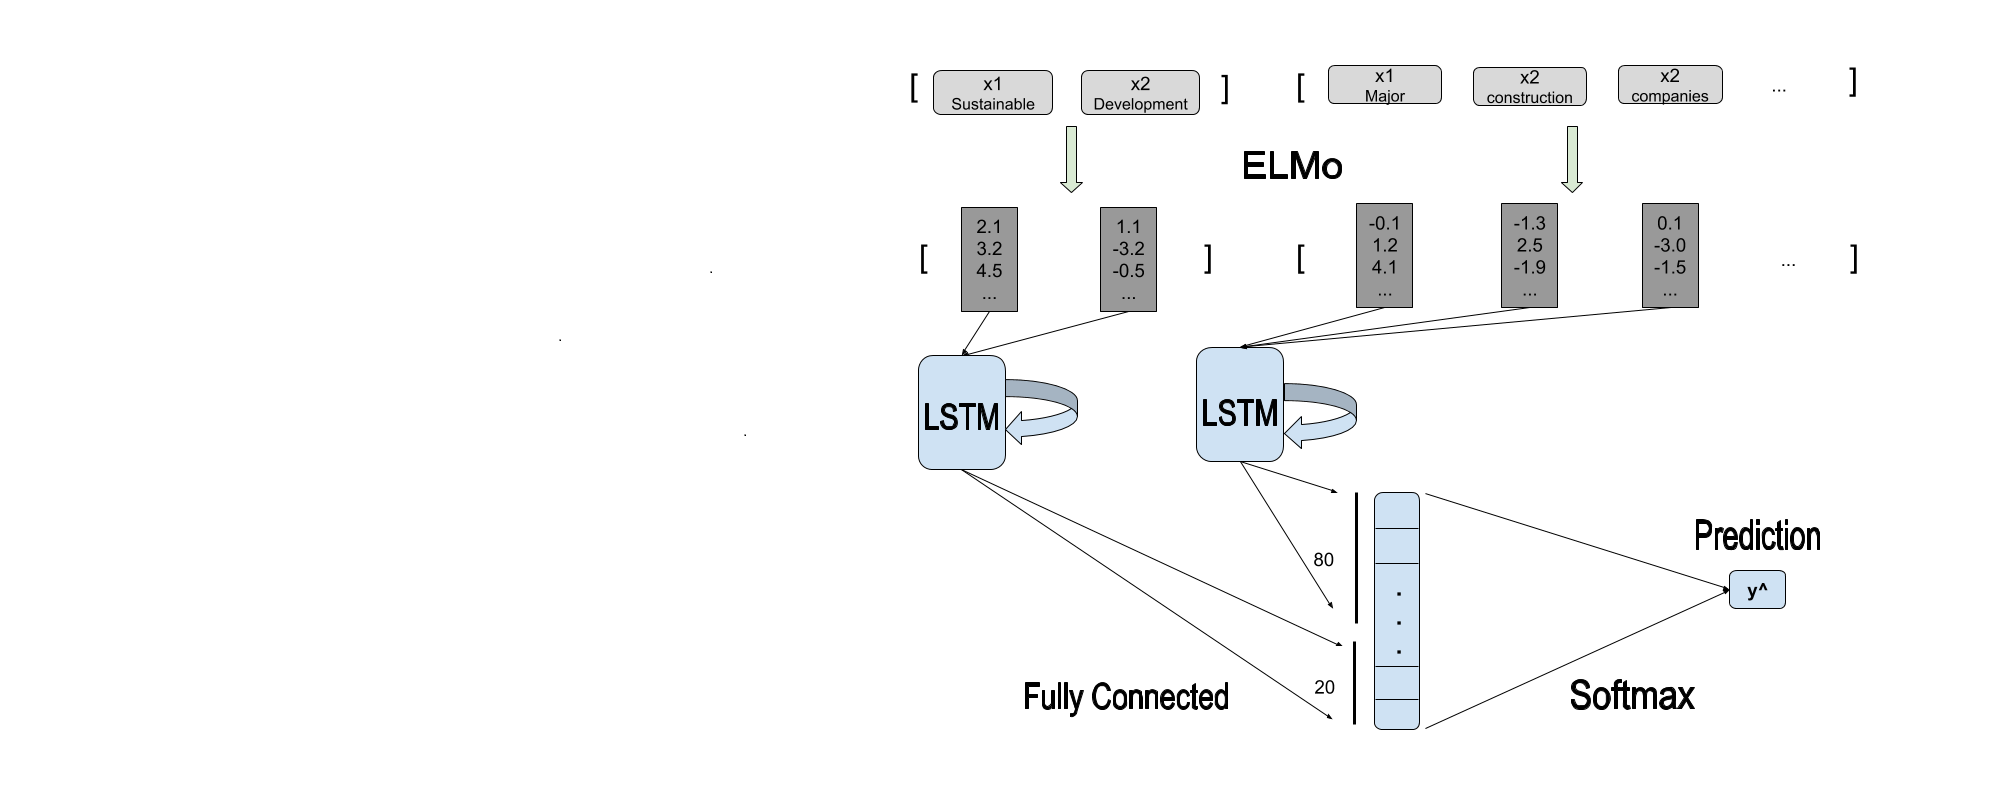 [ x1 x2 ] [ x1 x2 x2 ... ]
Sustainable Development Major construction companies
ELMo
[ 2.1 1.1 ] [ -0.1 -1.3 0.1 ... ]
3.2 -3.2 1.2 2.5 -3.0
4.5 -0.5 4.1 -1.9 -1.5
... ... ... ... ...
LSTM LSTM
80
Prediction
y^
.
.
.
20
Fully Connected
Softmax